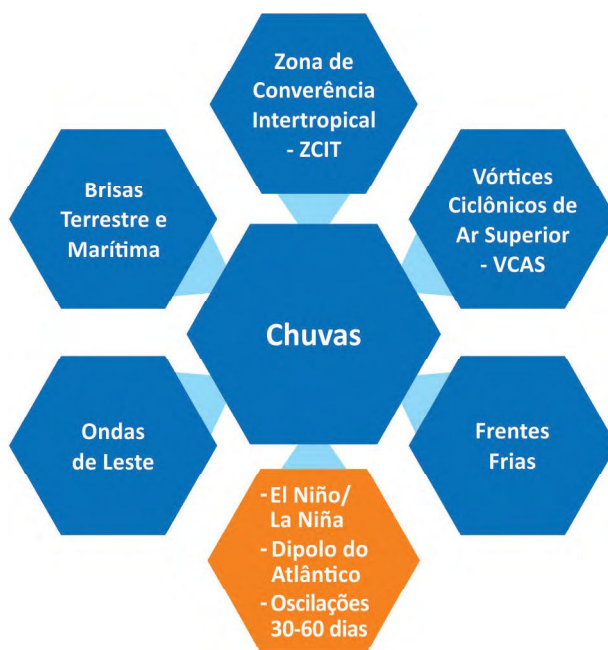 Zona de
Converência
Intertropical
- ZCIT
Vórtices
Ciclônicos de
Ar Superior
- VCAS
Brisas
Terrestre e
Marítima
Chuvas
Ondas
de Leste
Frentes
Frias
- El Niño/
La Niña
- Dipolo do
Atlântico
- Oscilações
30-60 dias